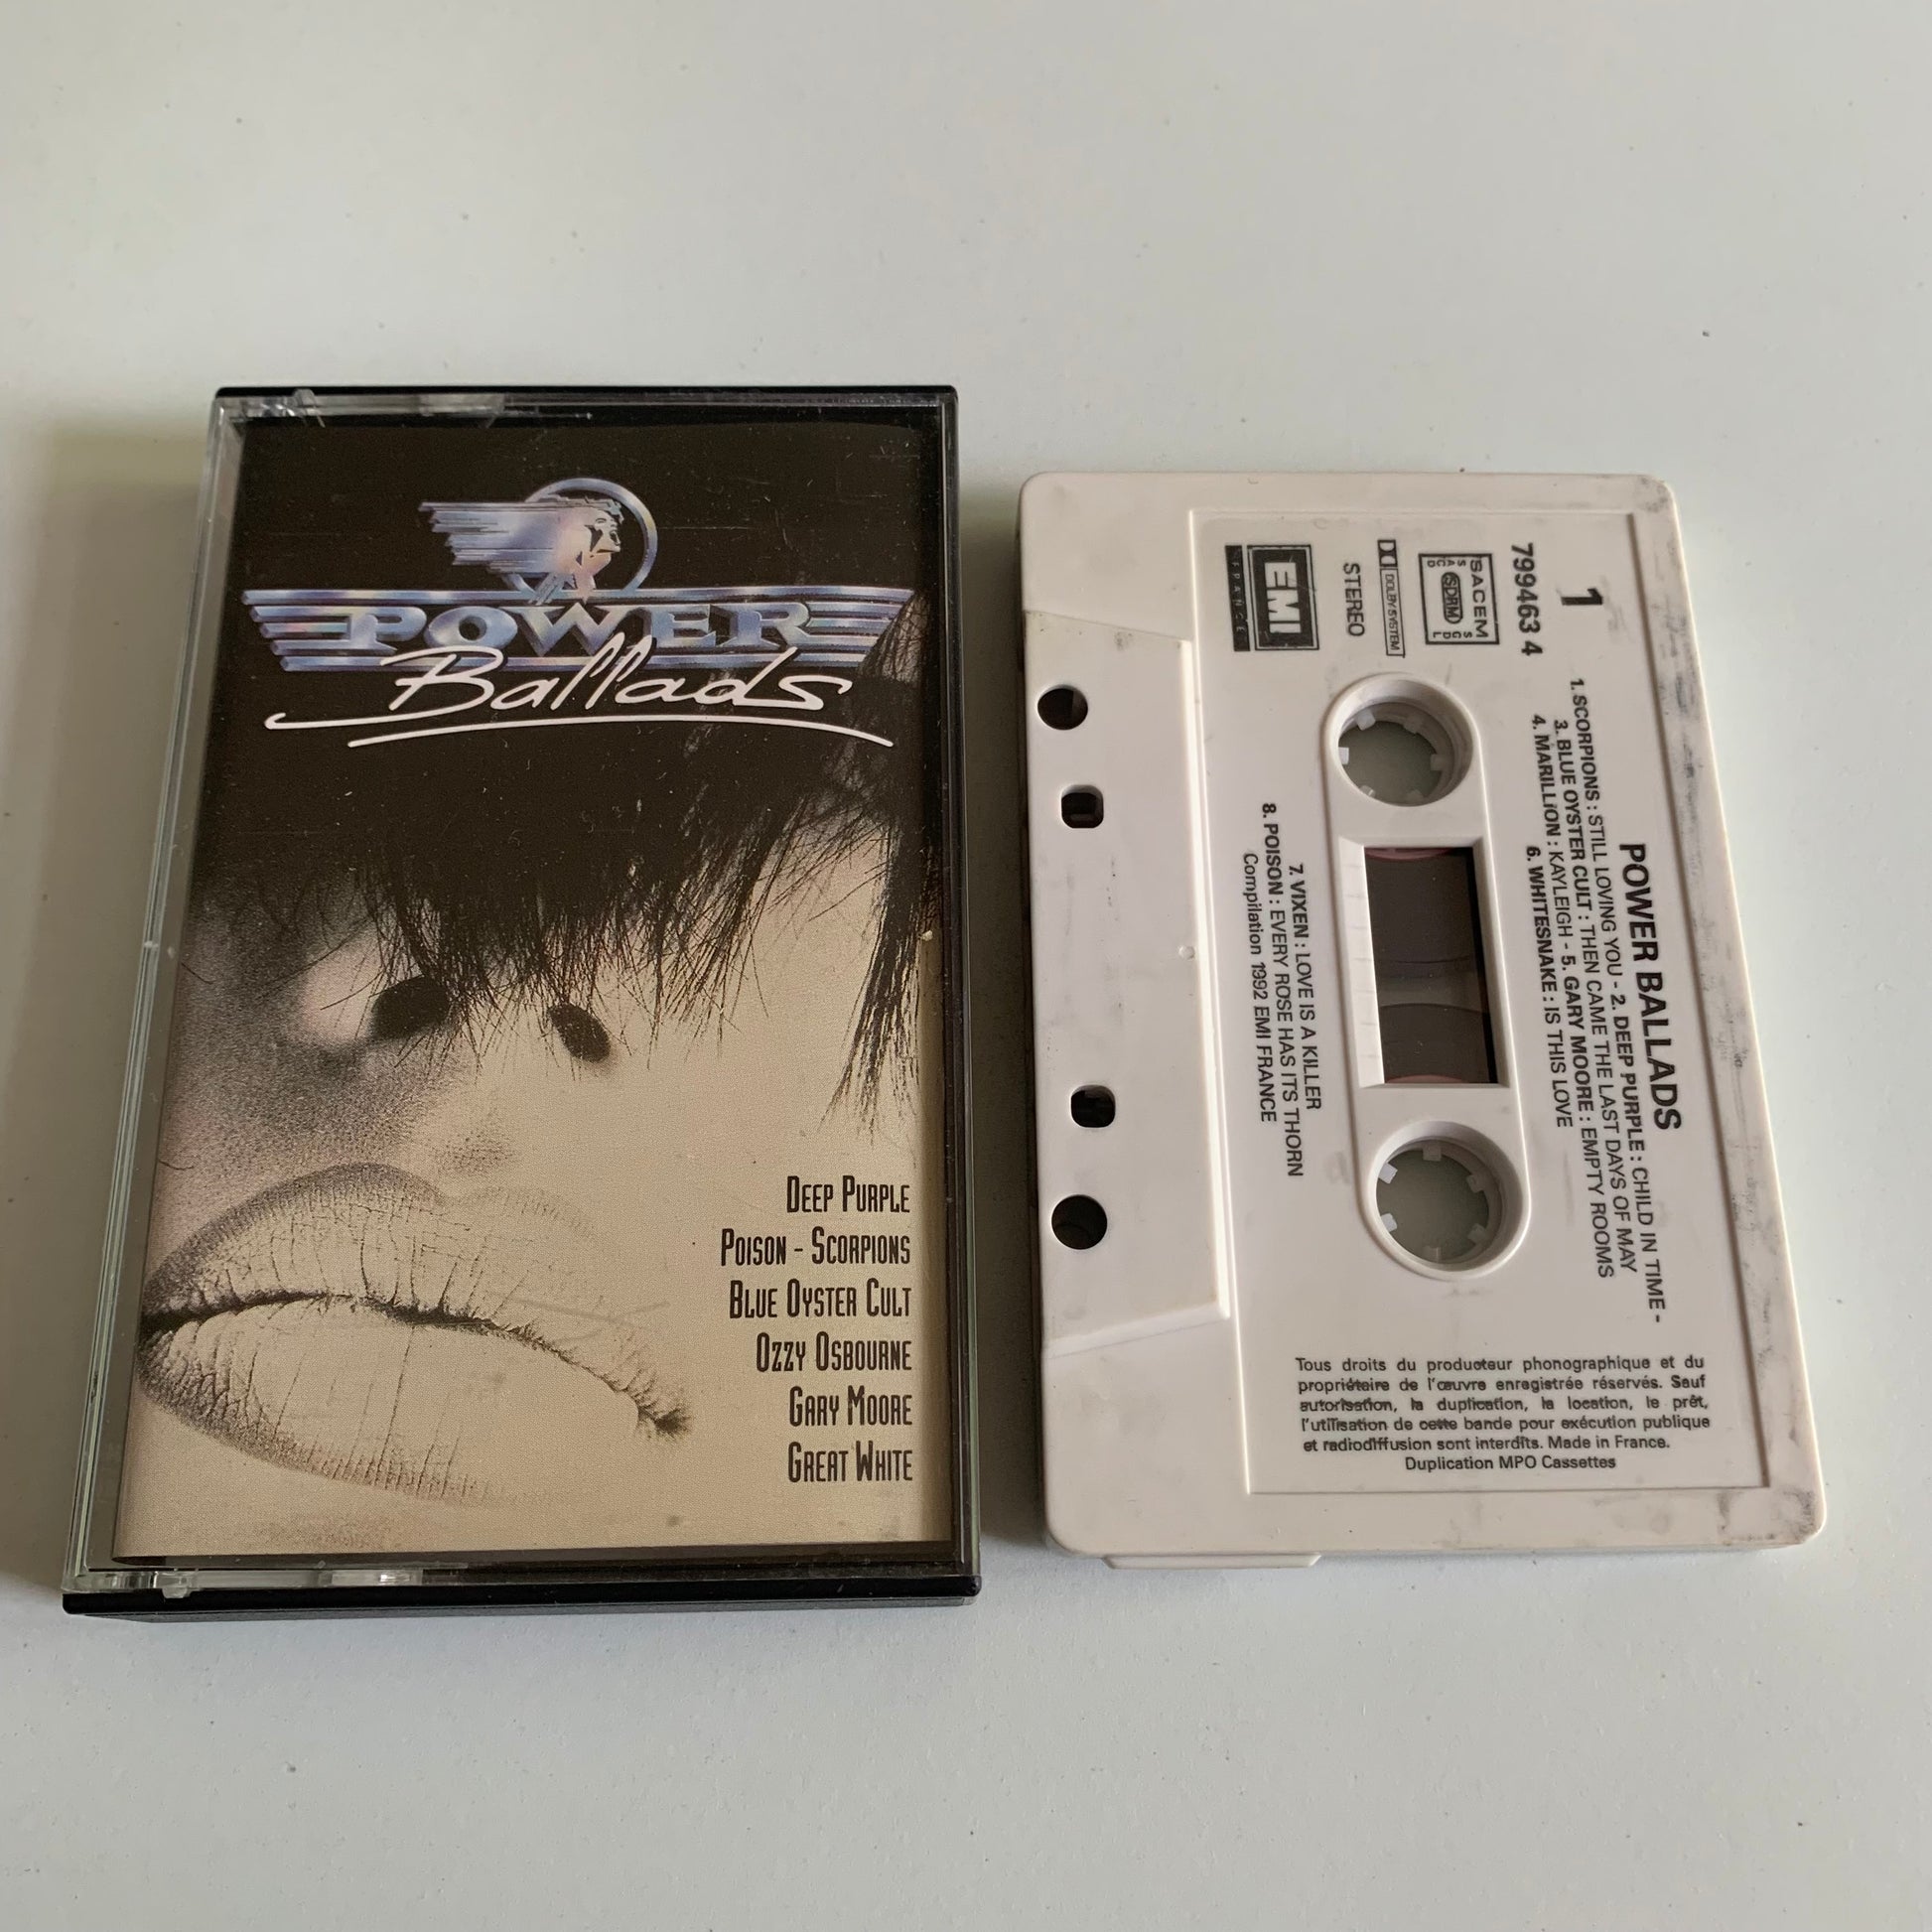 POWER
Ballads
DEEP PURPLE
POISON - SCORPIONS
BLUE OYSTER CULT
OZZY OSBOURNE
GARY MOORE
GREAT WHITE
POWER BALLADS
1
1. SCORPIONS : STILL LOVING YOU - 2. DEEP PURPLE : CHILD IN TIME -
3. BLUE OYSTER CULT : THEN CAME THE LAST DAYS OF MAY
4. MARILLION : KAYLEIGH - 5. GARY MOORE : EMPTY ROOMS
6. WHITESNAKE : IS THIS LOVE
799463 4
SACEM
SDRM
SACD
SGDL
DOLBY SYSTEM
STEREO
EMI
FRANCE
7. VIXEN : LOVE IS A KILLER
8. POISON : EVERY ROSE HAS ITS THORN
Compilation 1992 EMI FRANCE
Tous droits du producteur phonographique et du
propriétaire de l'œuvre enregistrée réservés. Sauf
autorisation, la duplication, la location, le prêt,
l'utilisation de cette bande pour exécution publique
et radiodiffusion sont interdits. Made in France.
Duplication MPO Cassettes